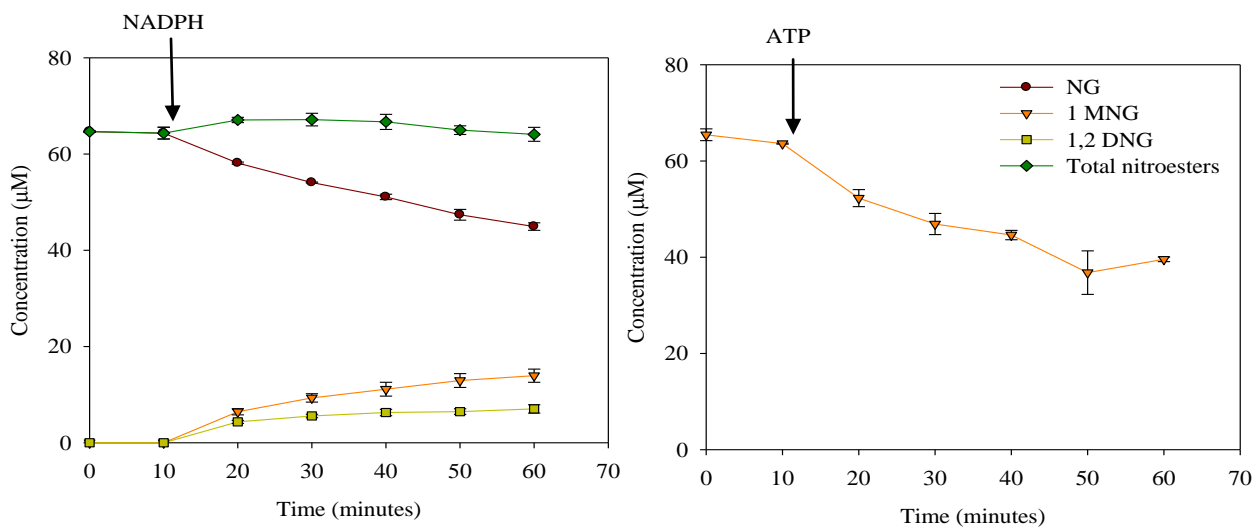 NADPH
80
60
40
20
0
Concentration (µM)
0 10 20 30 40 50 60 70
Time (minutes)
ATP
80
60
40
20
0
Concentration (µM)
NG
1 MNG
1,2 DNG
Total nitroesters
0 10 20 30 40 50 60 70
Time (minutes)